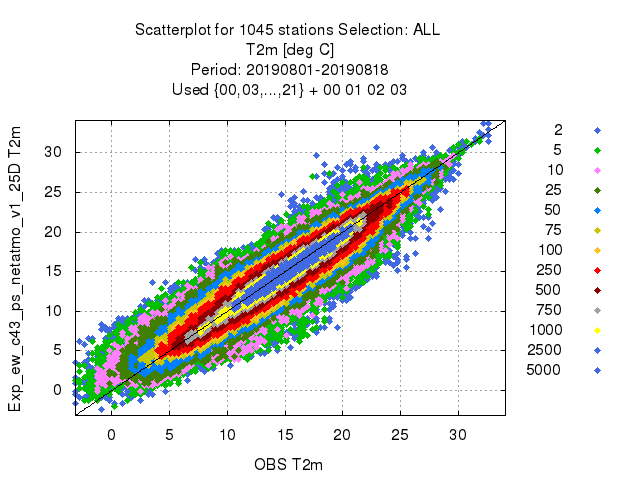 Scatterplot for 1045 stations Selection: ALL
T2m [deg C]
Period: 20190801-20190818
Used {00,03,...,21} + 00 01 02 03
Exp_ew_c43_ps_netatmo_v1_25D T2m
30
25
20
15
10
5
0
0 5 10 15 20 25 30
OBS T2m
2
5
10
25
50
75
100
250
500
750
1000
2500
5000